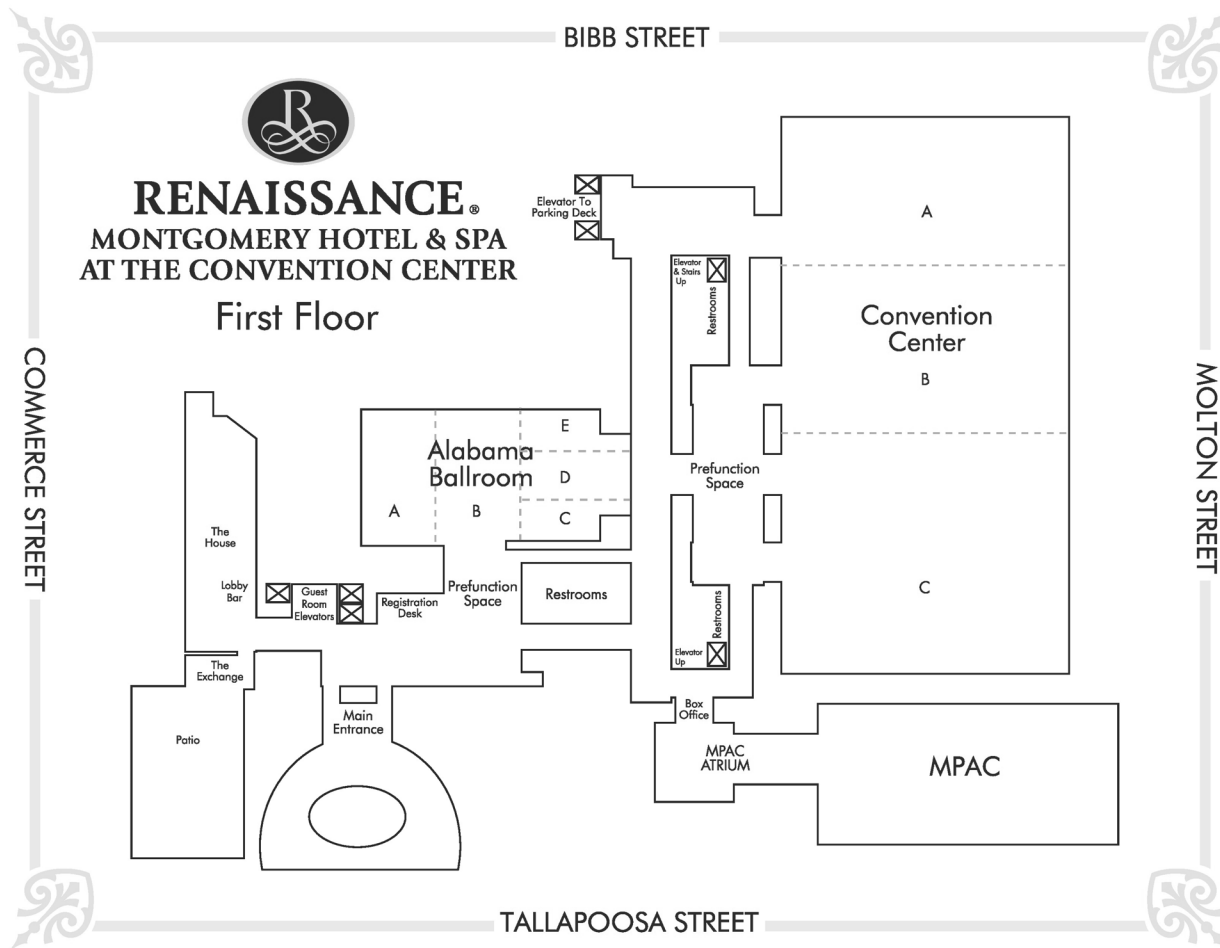 BIBB STREET
R
RENAISSANCE®
MONTGOMERY HOTEL & SPA
AT THE CONVENTION CENTER
First Floor
COMMERCE STREET
MOLTON STREET
Elevator To
Parking Deck
Elevator
& Stairs
Up
Restrooms
A
Convention
Center
B
C
Prefunction
Space
Alabama
Ballroom
A
B
E
D
C
The
House
Lobby
Bar
Guest
Room
Elevators
Registration
Desk
Prefunction
Space
Restrooms
Restrooms
Elevator
Up
The
Exchange
Patio
Main
Entrance
Box
Office
MPAC
ATRIUM
MPAC
TALLAPOOSA STREET